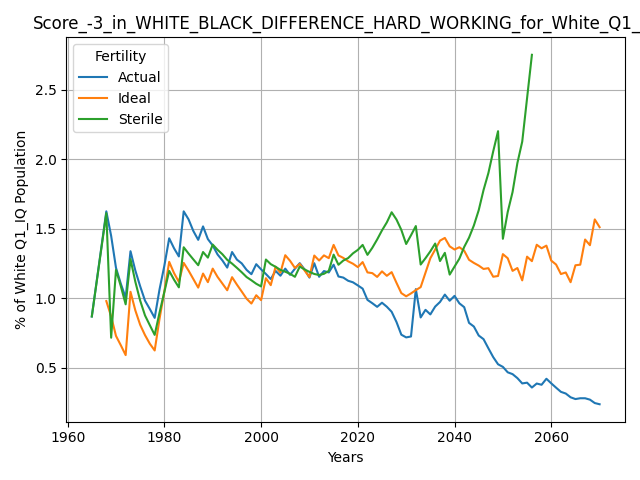 Score_-3_in_WHITE_BLACK_DIFFERENCE_HARD_WORKING_for_White_Q1_
Fertility
Actual
Ideal
Sterile
% of White Q1_IQ Population
2.5
2.0
1.5
1.0
0.5
1960 1980 2000 2020 2040 2060
Years